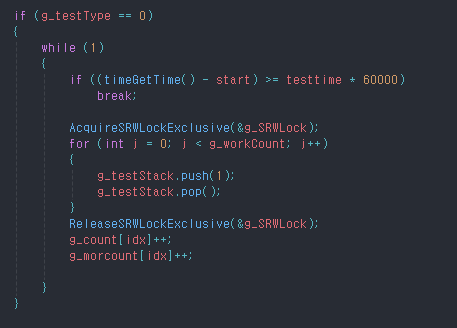 if (g_testType == 0)
{
while (1)
{
if ((timeGetTime() - start) >= testtime * 60000)
break;
AcquireSRWLockExclusive(&g_SRWLock);
for (int i = 0; i < g_workCount; i++)
{
g_testStack.push(1);
g_testStack.pop();
}
ReleaseSRWLockExclusive(&g_SRWLock);
g_count[idx]++;
g_morcount[idx]++;
}
}